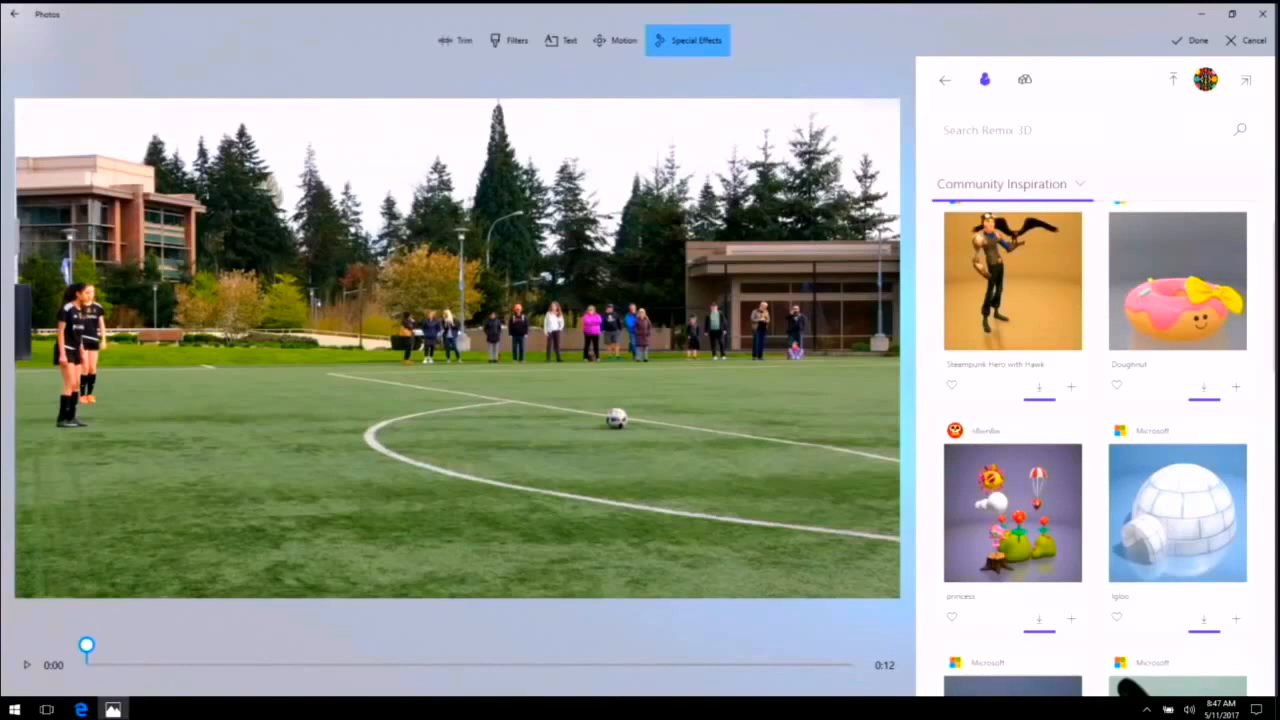 Photos
Trim
Filters
Text
Motion
Special Effects
Done
Cancel
Search Remix 3D
Community Inspiration
Steampunk Hero with Hawk
Doughnut
Microsoft
princess
Igloo
Microsoft
Microsoft
0:00
0:12
8:47 AM
5/11/2017